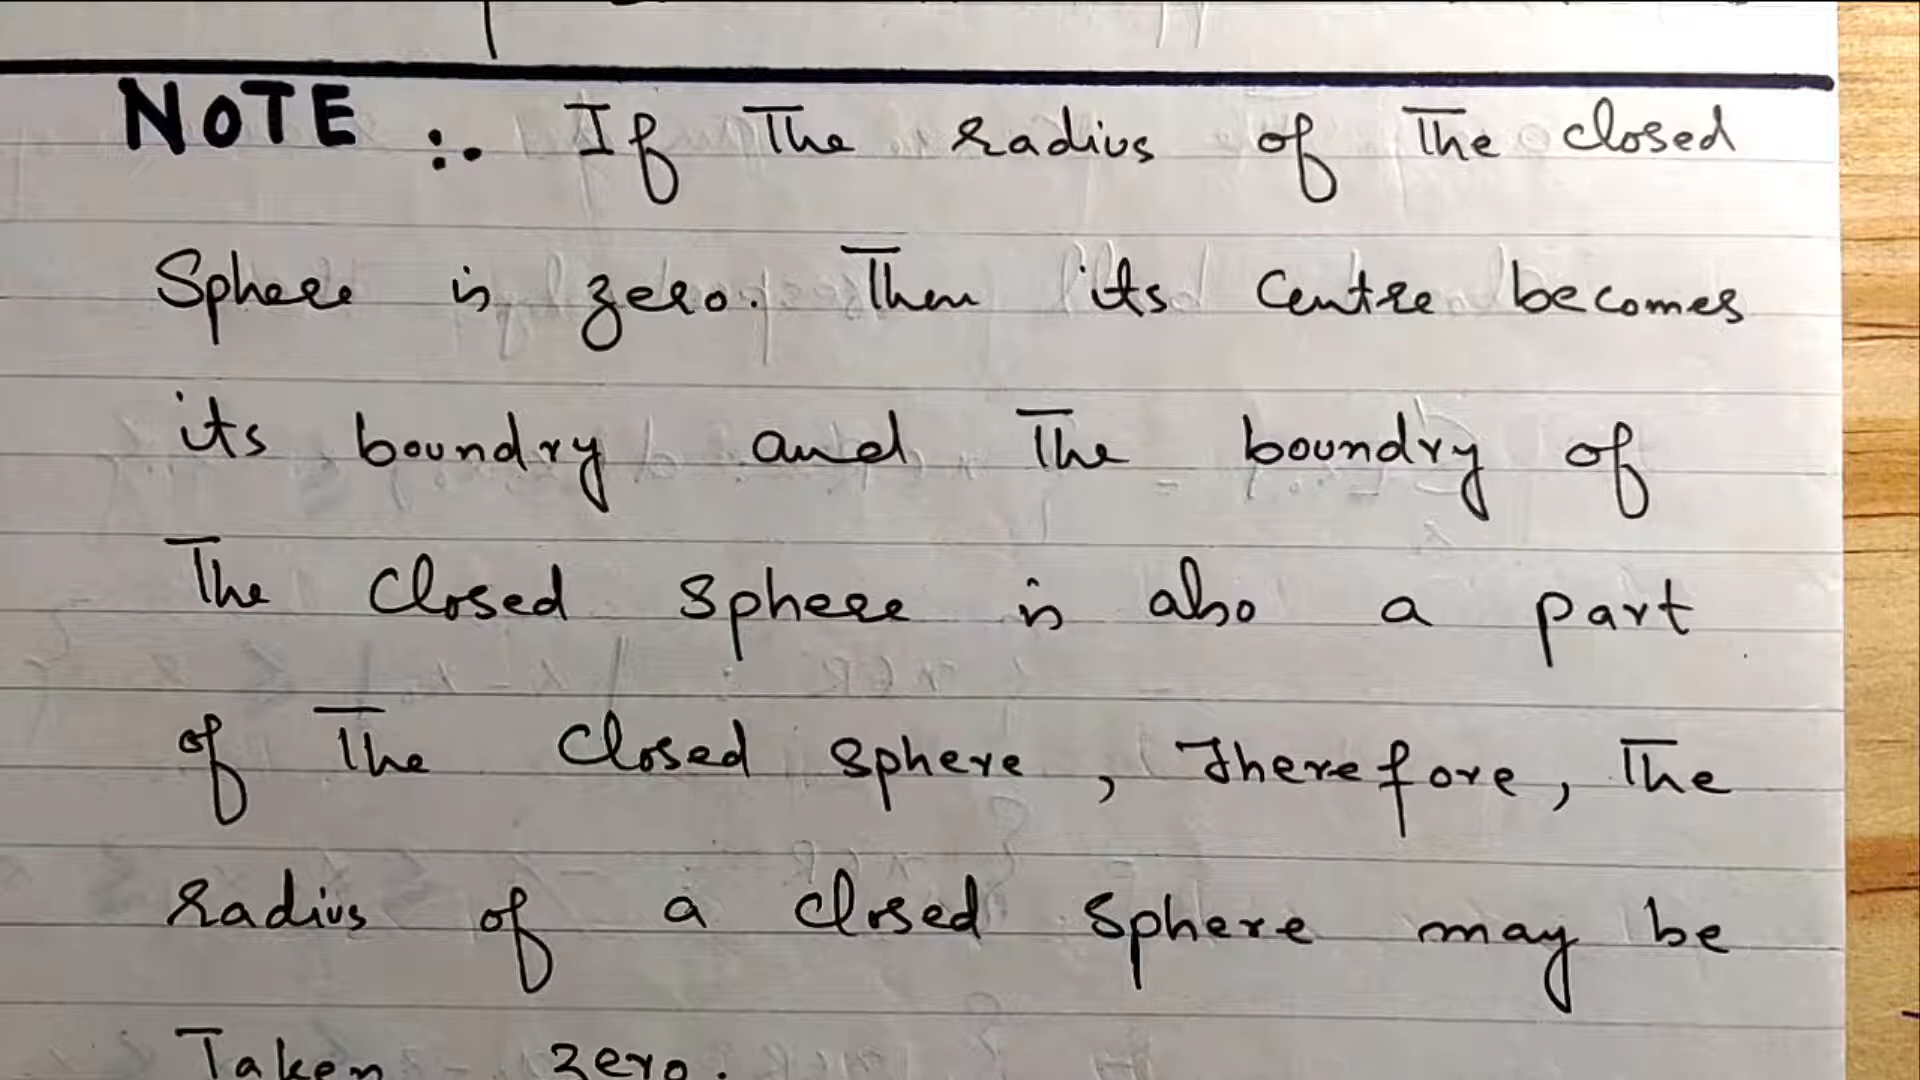 NOTE :. If The radius of The closed
Sphere is zero. Then its centre becomes
its boundry and The boundry of
The Closed Sphere is also a part
of The Closed sphere, Therefore, The
radius of a closed Sphere may be
Taken zero.